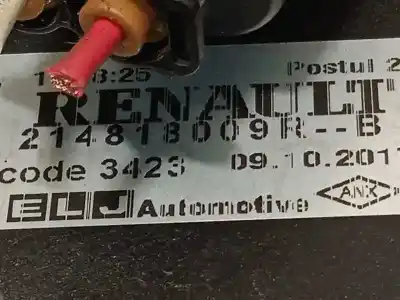 Postul 2
RENAULT
214818009R--B
code 3423 09.10.201
ELJ Automotive ANX